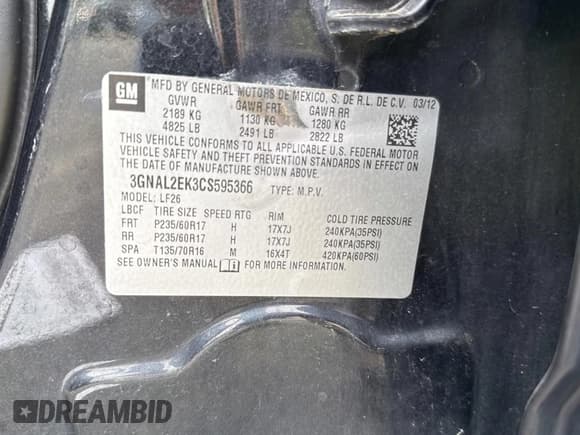 GM
MFD BY GENERAL MOTORS DE MEXICO, S. DE R.L. DE C.V. 03/12
GVWR GAWR FRT GAWR RR
2189 KG 1130 KG 1280 KG
4825 LB 2491 LB 2822 LB
THIS VEHICLE CONFORMS TO ALL APPLICABLE U.S. FEDERAL MOTOR
VEHICLE SAFETY AND THEFT PREVENTION STANDARDS IN EFFECT ON
THE DATE OF MANUFACTURE SHOWN ABOVE.
3GNAL2EK3CS595366 TYPE: M.P.V.
MODEL: LF26
LBCF TIRE SIZE SPEED RTG RIM COLD TIRE PRESSURE
FRT P235/60R17 H 17X7J 240KPA(35PSI)
RR P235/60R17 H 17X7J 240KPA(35PSI)
SPA T135/70R16 M 16X4T 420KPA(60PSI)
SEE OWNER'S MANUAL FOR MORE INFORMATION.
DREAMBID